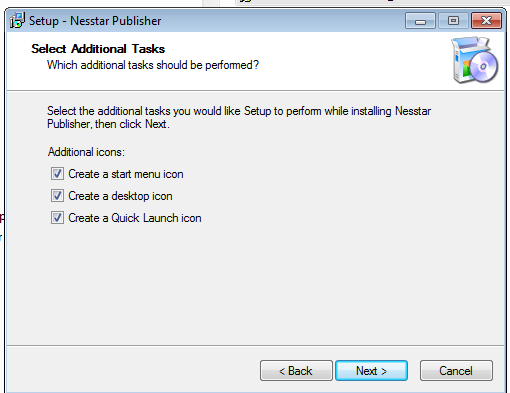 Setup - Nesstar Publisher
Select Additional Tasks
Which additional tasks should be performed?
Select the additional tasks you would like Setup to perform while installing Nesstar
Publisher, then click Next.
Additional icons:
Create a start menu icon
Create a desktop icon
Create a Quick Launch icon
< Back
Next >
Cancel